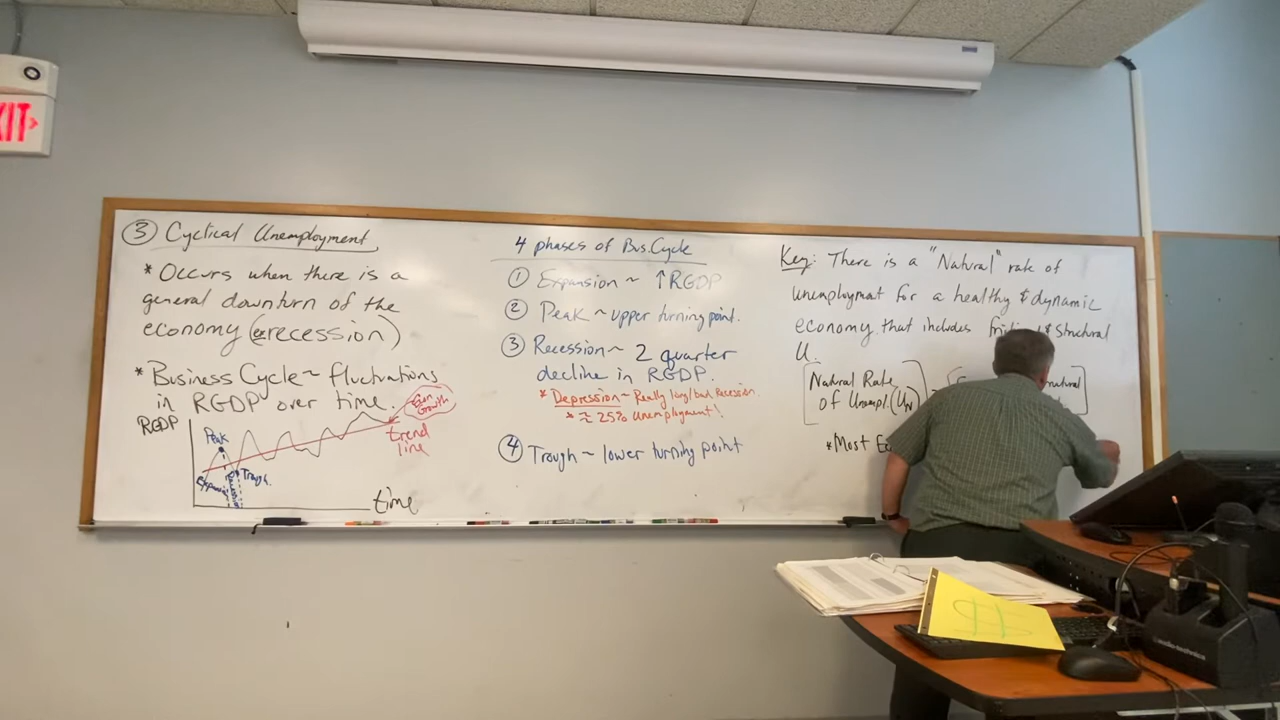 EXIT
③ Cyclical Unemployment
* Occurs when there is a
general downturn of the
economy (ex recession)
* Business Cycle ~ fluctuations
in RGDP over time.
RGDP
Peak
Growth
trend
line
Trough
time
4 phases of Bus. Cycle
① Expansion ~ ↑RGDP
② Peak ~ upper turning point.
③ Recession ~ 2 quarter
decline in RGDP.
* Depression ~ Really long/bad Recession
* ≈ 25% Unemployment!
④ Trough ~ lower turning point
Key: There is a "Natural" rate of
unemployment for a healthy & dynamic
economy that includes & structural
U.
Natural Rate
of Unempl. (U_N)
*Most